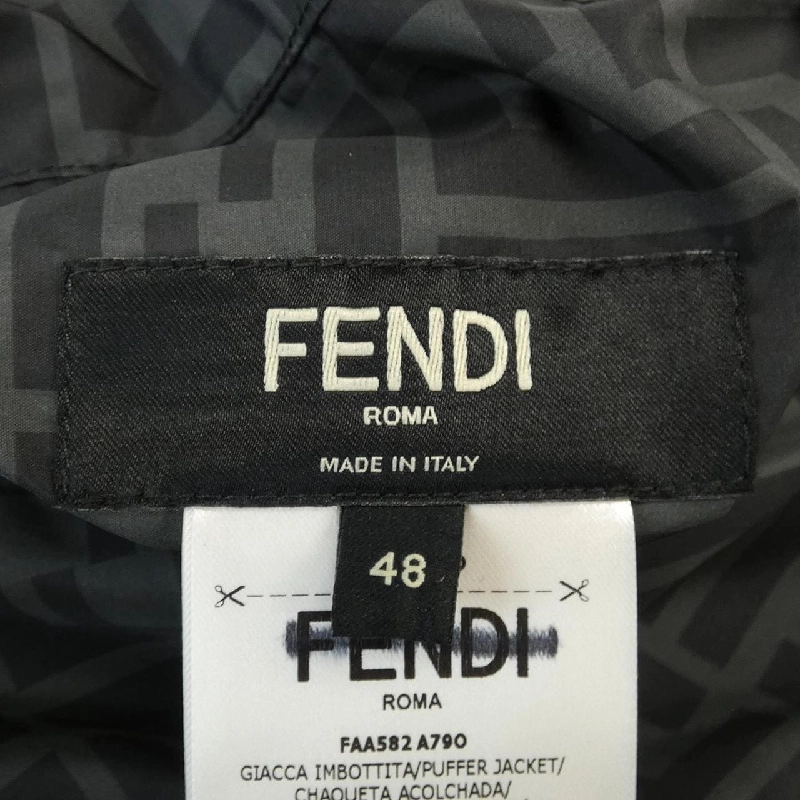 FENDI
ROMA
MADE IN ITALY
48
FENDI
ROMA
FAA582 A790
GIACCA IMBOTTITA/PUFFER JACKET/
CHAQUETA ACOLCHADA/